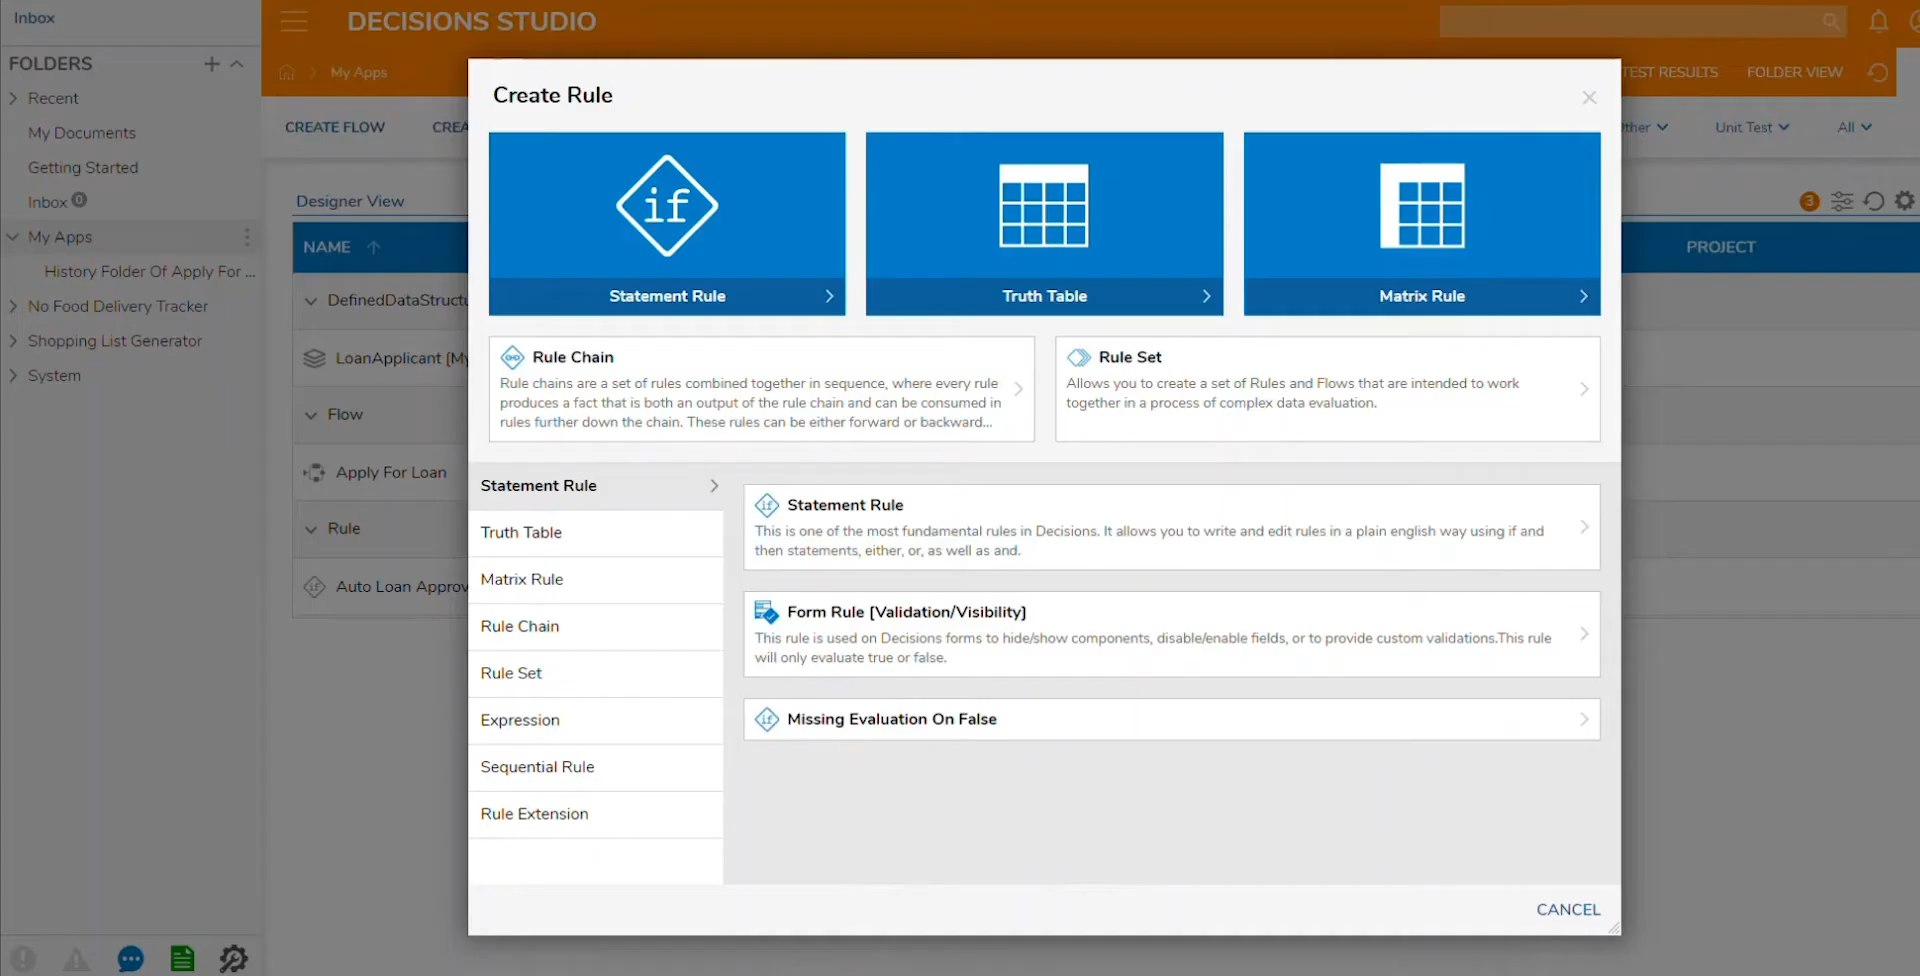 Inbox
DECISIONS STUDIO
FOLDERS
My Apps
TEST RESULTS
FOLDER VIEW
Recent
My Documents
Getting Started
Inbox 0
My Apps
History Folder Of Apply For ...
No Food Delivery Tracker
Shopping List Generator
System
CREATE FLOW
CREA
ther
Unit Test
All
Designer View
3
NAME
PROJECT
DefinedDataStructu
LoanApplicant [My
Flow
Apply For Loan
Rule
Auto Loan Approv
Create Rule
if
Statement Rule
Truth Table
Matrix Rule
Rule Chain
Rule chains are a set of rules combined together in sequence, where every rule
produces a fact that is both an output of the rule chain and can be consumed in
rules further down the chain. These rules can be either forward or backward...
Rule Set
Allows you to create a set of Rules and Flows that are intended to work
together in a process of complex data evaluation.
Statement Rule
Truth Table
Matrix Rule
Rule Chain
Rule Set
Expression
Sequential Rule
Rule Extension
if Statement Rule
This is one of the most fundamental rules in Decisions. It allows you to write and edit rules in a plain english way using if and
then statements, either, or, as well as and.
Form Rule [Validation/Visibility]
This rule is used on Decisions forms to hide/show components, disable/enable fields, or to provide custom validations.This rule
will only evaluate true or false.
if Missing Evaluation On False
CANCEL